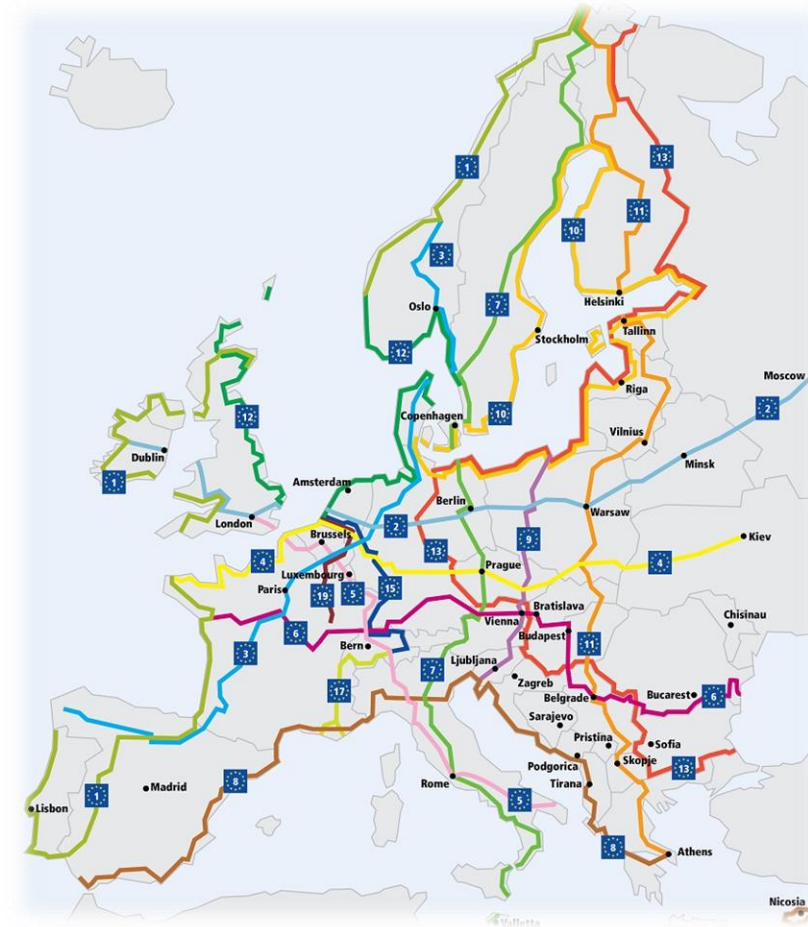 1
13
11
10
3
7
Helsinki
Oslo
Tallinn
Stockholm
12
Moscow
Riga
2
Copenhagen
10
12
Vilnius
Dublin
Minsk
1
Amsterdam
Berlin
London
Warsaw
2
Brussels
9
Kiev
13
4
4
Prague
Luxembourg
Paris
19
5
15
Vienna
Bratislava
Chisinau
6
Budapest
Bern
11
3
Ljubljana
7
Zagreb
17
Belgrade
Bucarest
6
Sarajevo
Pristina
Sofia
Skopje
Podgorica
13
Rome
Tirana
8
Madrid
1
Lisbon
5
8
Athens
Nicosia
Valletta